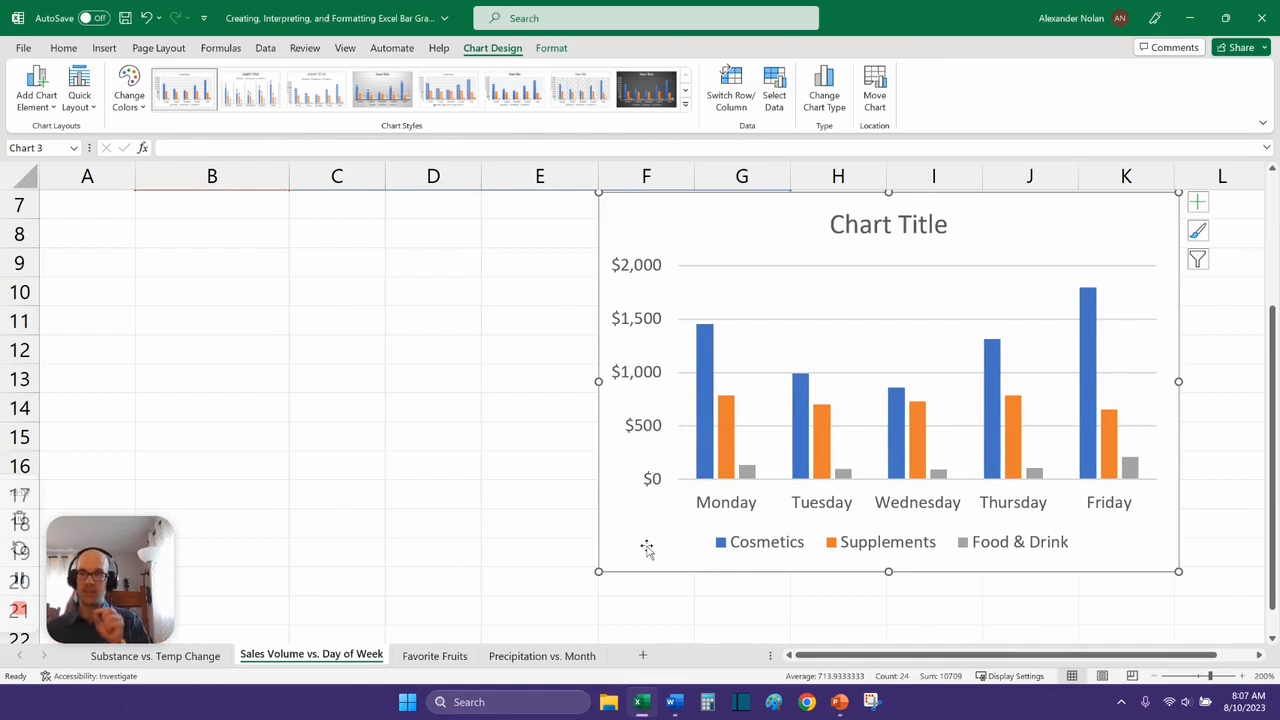 AutoSave Off Creating, Interpreting, and Formatting Excel Bar Gra... Search Alexander Nolan AN
File Home Insert Page Layout Formulas Data Review View Automate Help Chart Design Format Comments Share
Add Chart Element Quick Layout Change Colors Switch Row/ Column Select Data Change Chart Type Move Chart
Chart Layouts Chart Styles Data Type Location
Chart 3 fx
A B C D E F G H I J K L
7
8
9
10
11
12
13
14
15
16
17
18
19
20
21
22
Chart Title
$2,000
$1,500
$1,000
$500
$0
Monday Tuesday Wednesday Thursday Friday
Cosmetics Supplements Food & Drink
Substance vs. Temp Change Sales Volume vs. Day of Week Favorite Fruits Precipitation vs. Month
Ready Accessibility: Investigate Average: 713.9333333 Count: 24 Sum: 10709 Display Settings 200%
Search 8:07 AM
8/10/2023